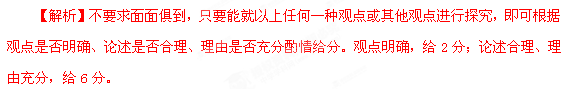 【解析】不要求面面俱到，只要能就以上任何一种观点或其他观点进行探究，即可根据
观点是否明确、论述是否合理、理由是否充分酌情给分。观点明确，给 2 分；论述合理、理
由充分，给 6 分。